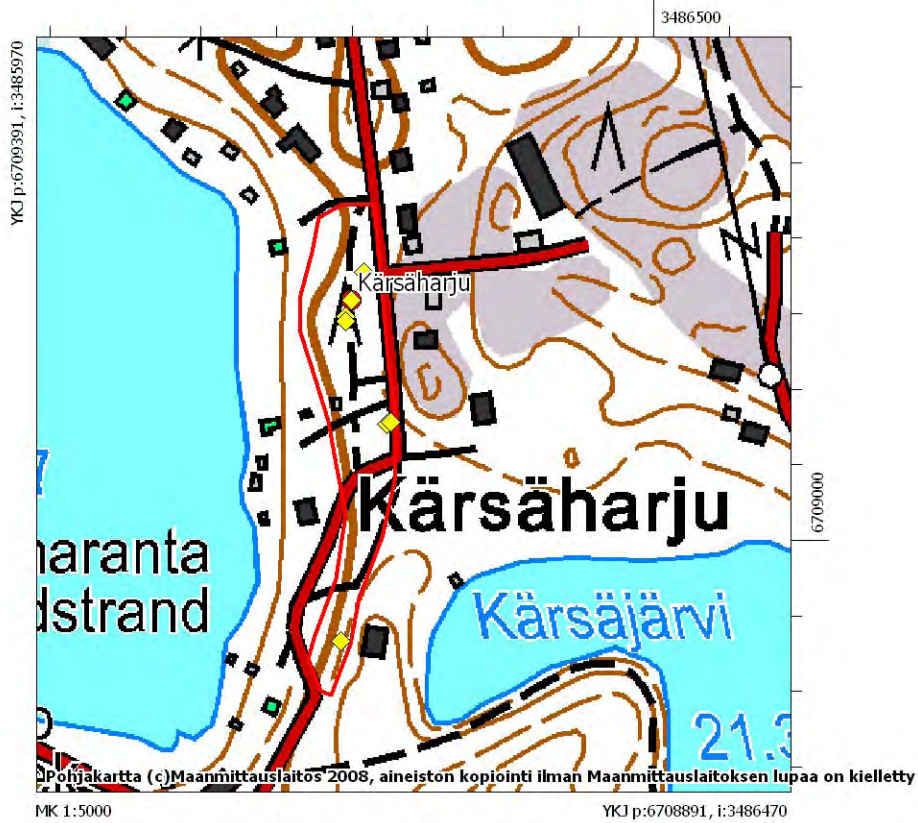 3486500
YKJ p:6709391, i:3485970
Kärsäharju
6709000
Kärsäharju
naranta
dstrand
Kärsäjärvi
21.3
Pohjakartta (c)Maanmittauslaitos 2008, aineiston kopiointi ilman Maanmittauslaitoksen lupaa on kielletty
MK 1:5000
YKJ p:6708891, i:3486470